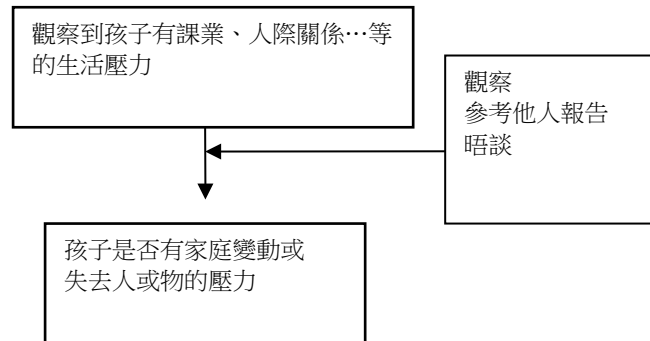 觀察到孩子有課業、人際關係…等
的生活壓力
觀察
參考他人報告
晤談
孩子是否有家庭變動或
失去人或物的壓力